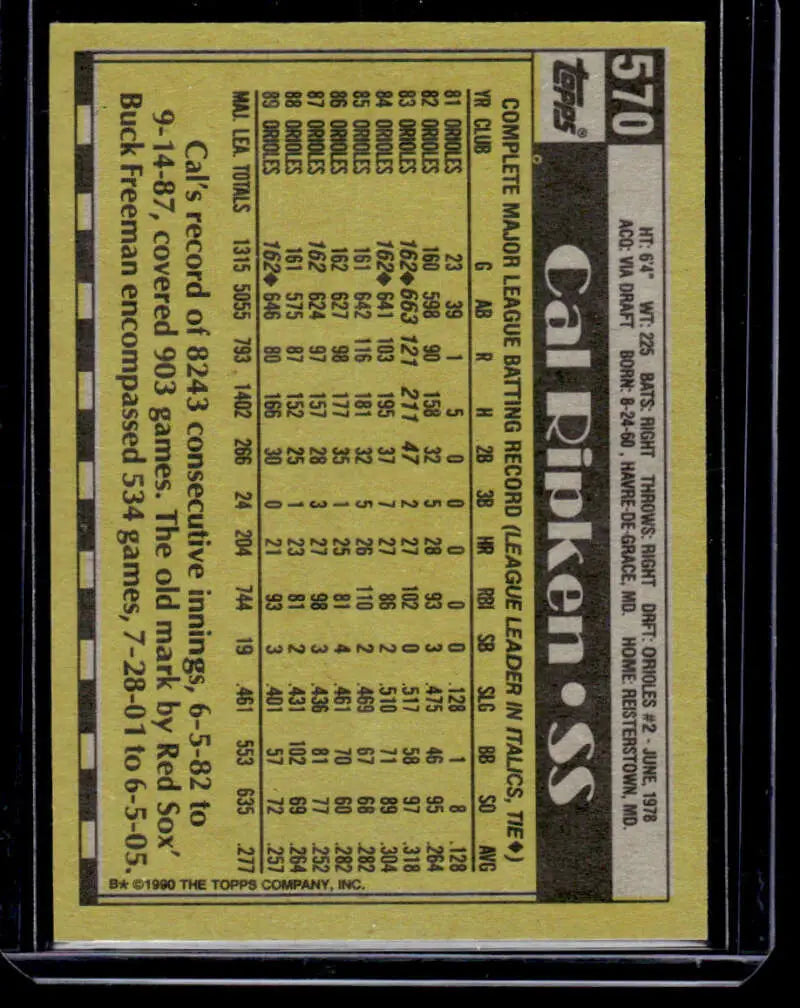 570
HT: 6'4" WT: 225 BATS: RIGHT THROWS: RIGHT DRFT: ORIOLES #2 - JUNE, 1978
ACQ: VIA DRAFT BORN: 8-24-60 , HAVRE-DE-GRACE, MD. HOME: REISTERSTOWN, MD.
TOPPS®
Cal Ripken • SS
COMPLETE MAJOR LEAGUE BATTING RECORD (LEAGUE LEADER IN ITALICS, TIE♦)
YR CLUB G AB R H 2B 3B HR RBI SB SLG BB SO AVG
81 ORIOLES 23 39 1 5 0 0 0 0 0 .128 1 8 .128
82 ORIOLES 160 598 90 158 32 5 28 93 3 .475 46 95 .264
83 ORIOLES 162♦ 663 121 211 47 2 27 102 0 .517 58 97 .318
84 ORIOLES 162♦ 641 103 195 37 7 27 86 2 .510 71 89 .304
85 ORIOLES 161 642 116 181 32 5 26 110 2 .469 67 68 .282
86 ORIOLES 162 627 98 177 35 1 25 81 4 .461 70 60 .282
87 ORIOLES 162 624 97 157 28 3 27 98 3 .436 81 77 .252
88 ORIOLES 161 575 87 152 25 1 23 81 2 .431 102 69 .264
89 ORIOLES 162♦ 646 80 166 30 0 21 93 3 .401 57 72 .257
MAJ. LEA. TOTALS 1315 5055 793 1402 266 24 204 744 19 .461 553 635 .277
Cal's record of 8243 consecutive innings, 6-5-82 to
9-14-87, covered 903 games. The old mark by Red Sox'
Buck Freeman encompassed 534 games, 7-28-01 to 6-5-05.
B★ ©1990 THE TOPPS COMPANY, INC.